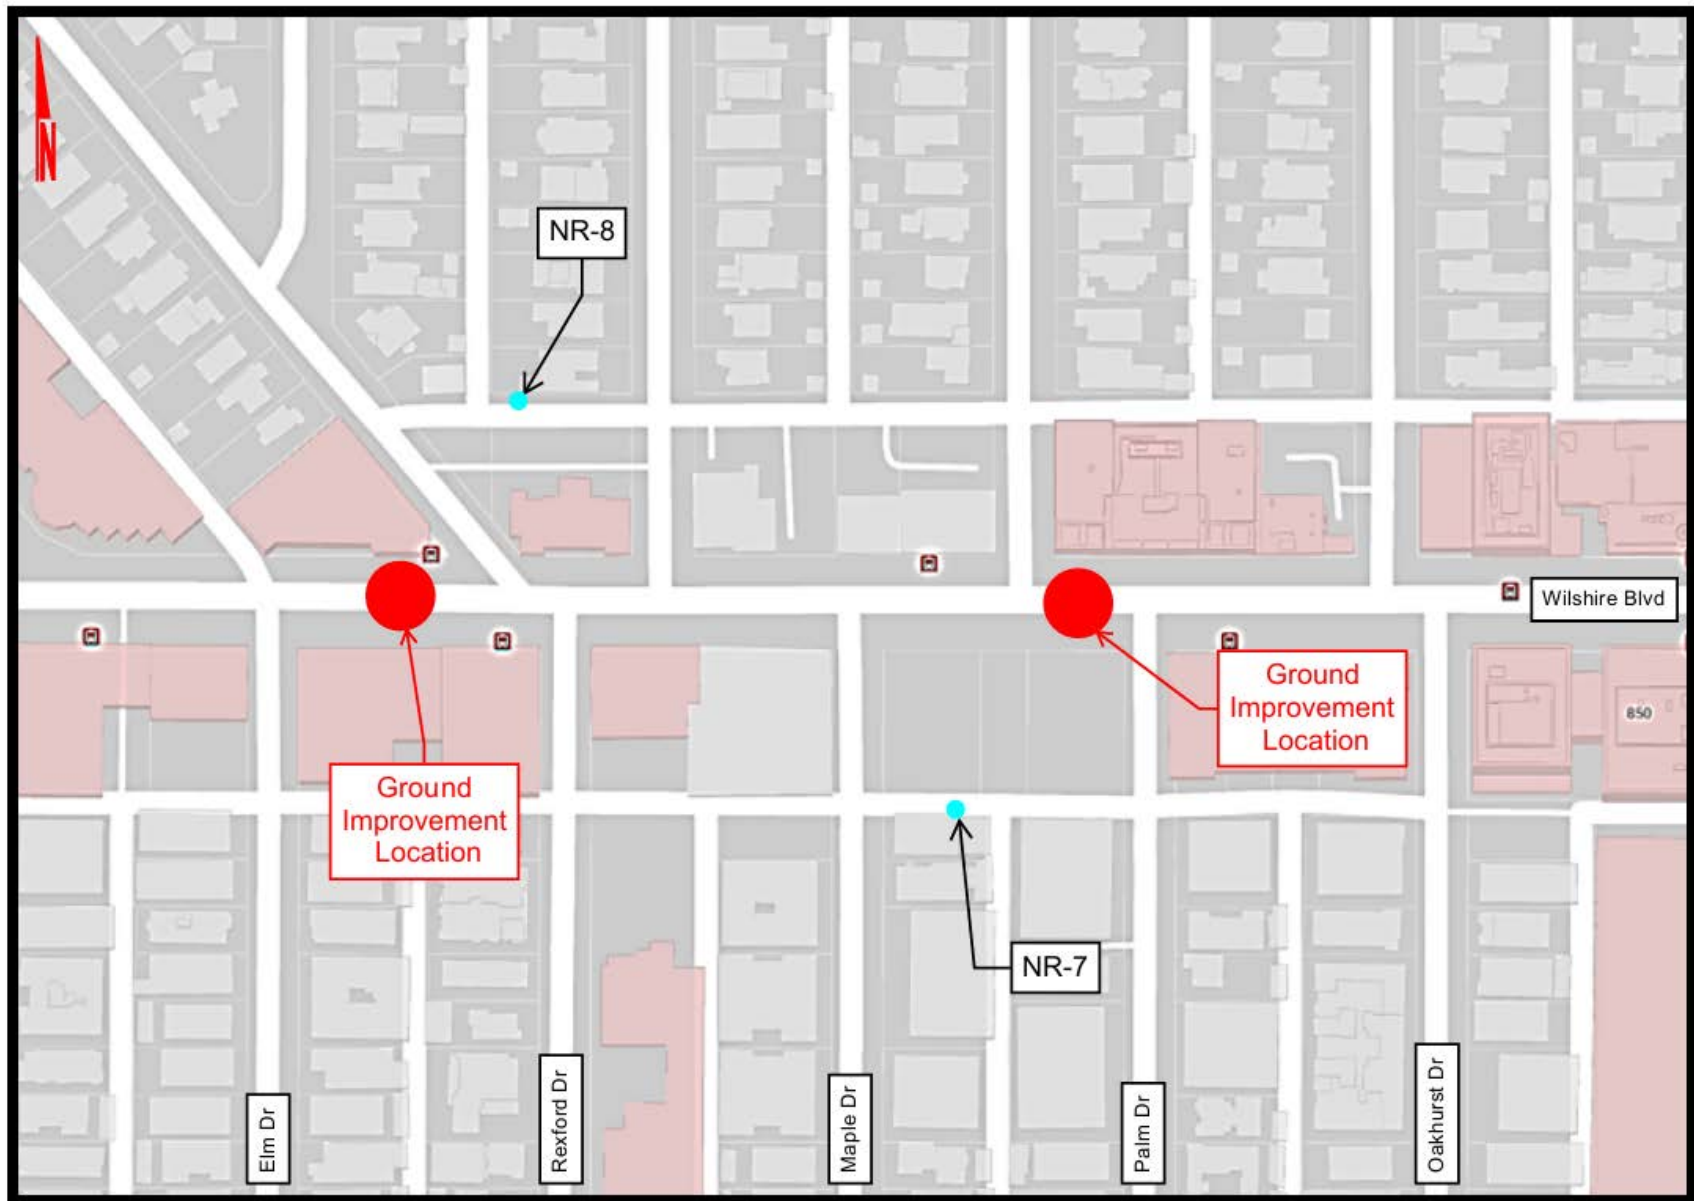 N
NR-8
Wilshire Blvd
Ground
Improvement
Location
850
Ground
Improvement
Location
NR-7
Elm Dr
Rexford Dr
Maple Dr
Palm Dr
Oakhurst Dr